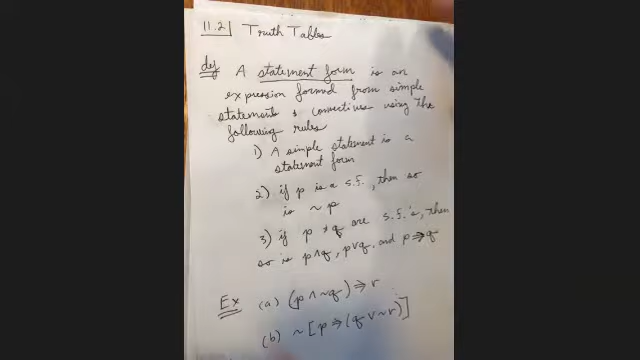 11.2 Truth Tables
def A statement form is an
expression formed from simple
statements & connectives using the
following rules
1) A simple statement is a
statement form
2) if p is a s.f., then so
is ~p
3) if p & q are s.f.'s, then
so is p∧q, p∨q, and p⇒q
Ex (a) (p∧~q)⇒r
(b) ~[p⇒(q∨~r)]